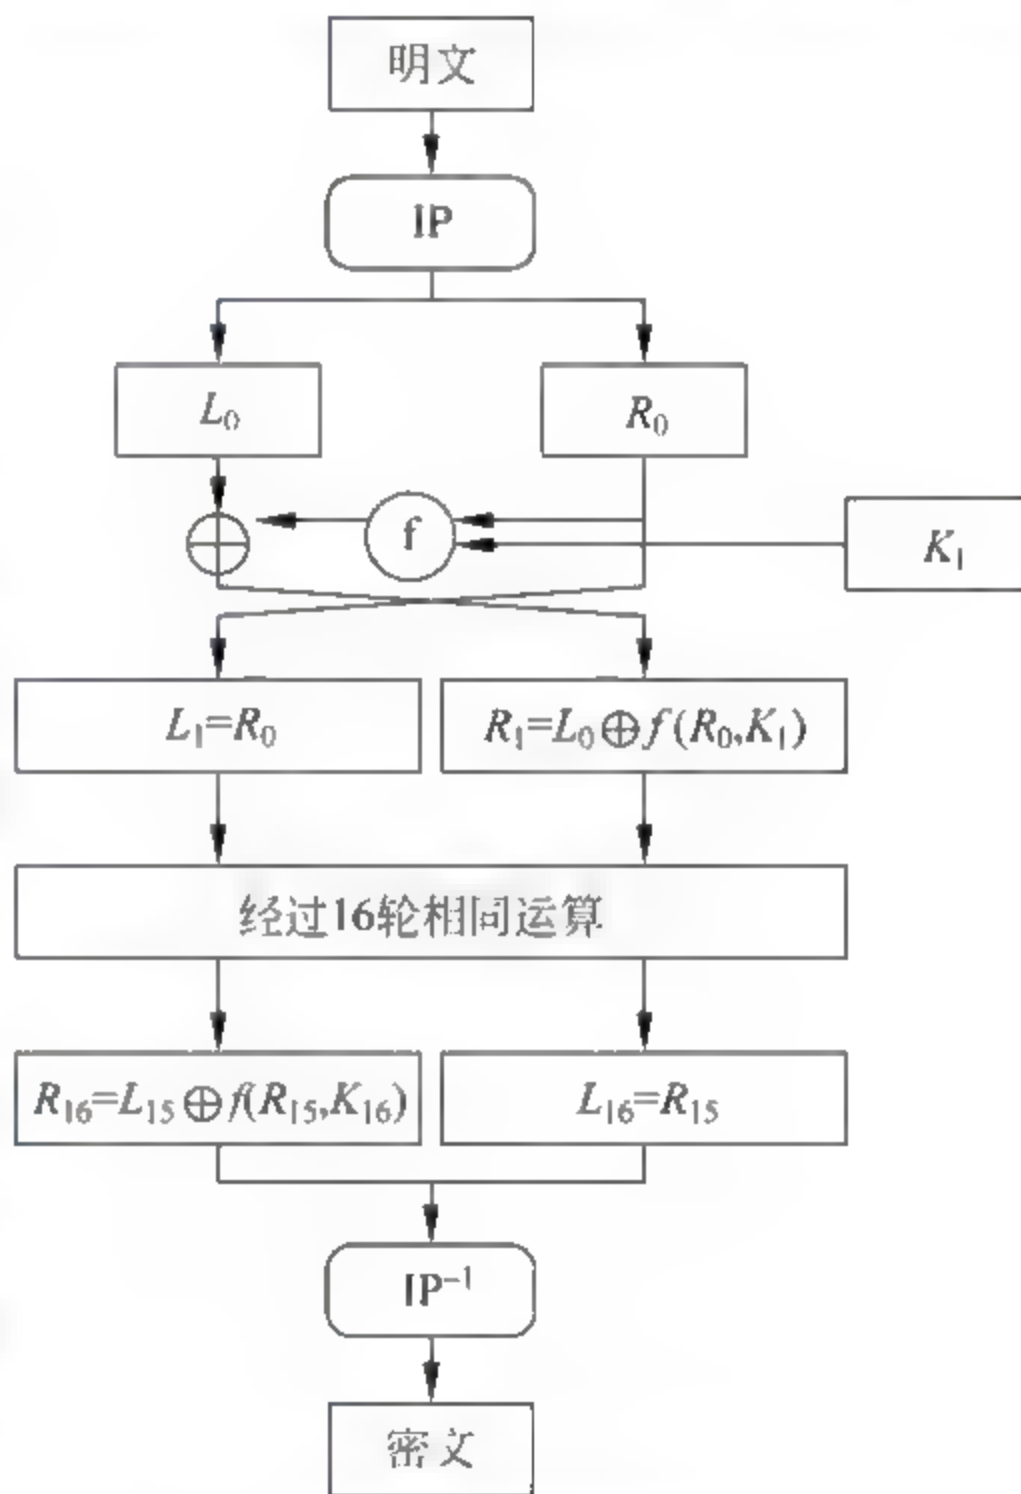 明文
IP
L₀
R₀
f
K₁
L₁=R₀
R₁=L₀⊕f(R₀,K₁)
经过16轮相同运算
R₁₆=L₁₅⊕f(R₁₅,K₁₆)
L₁₆=R₁₅
IP⁻¹
密文